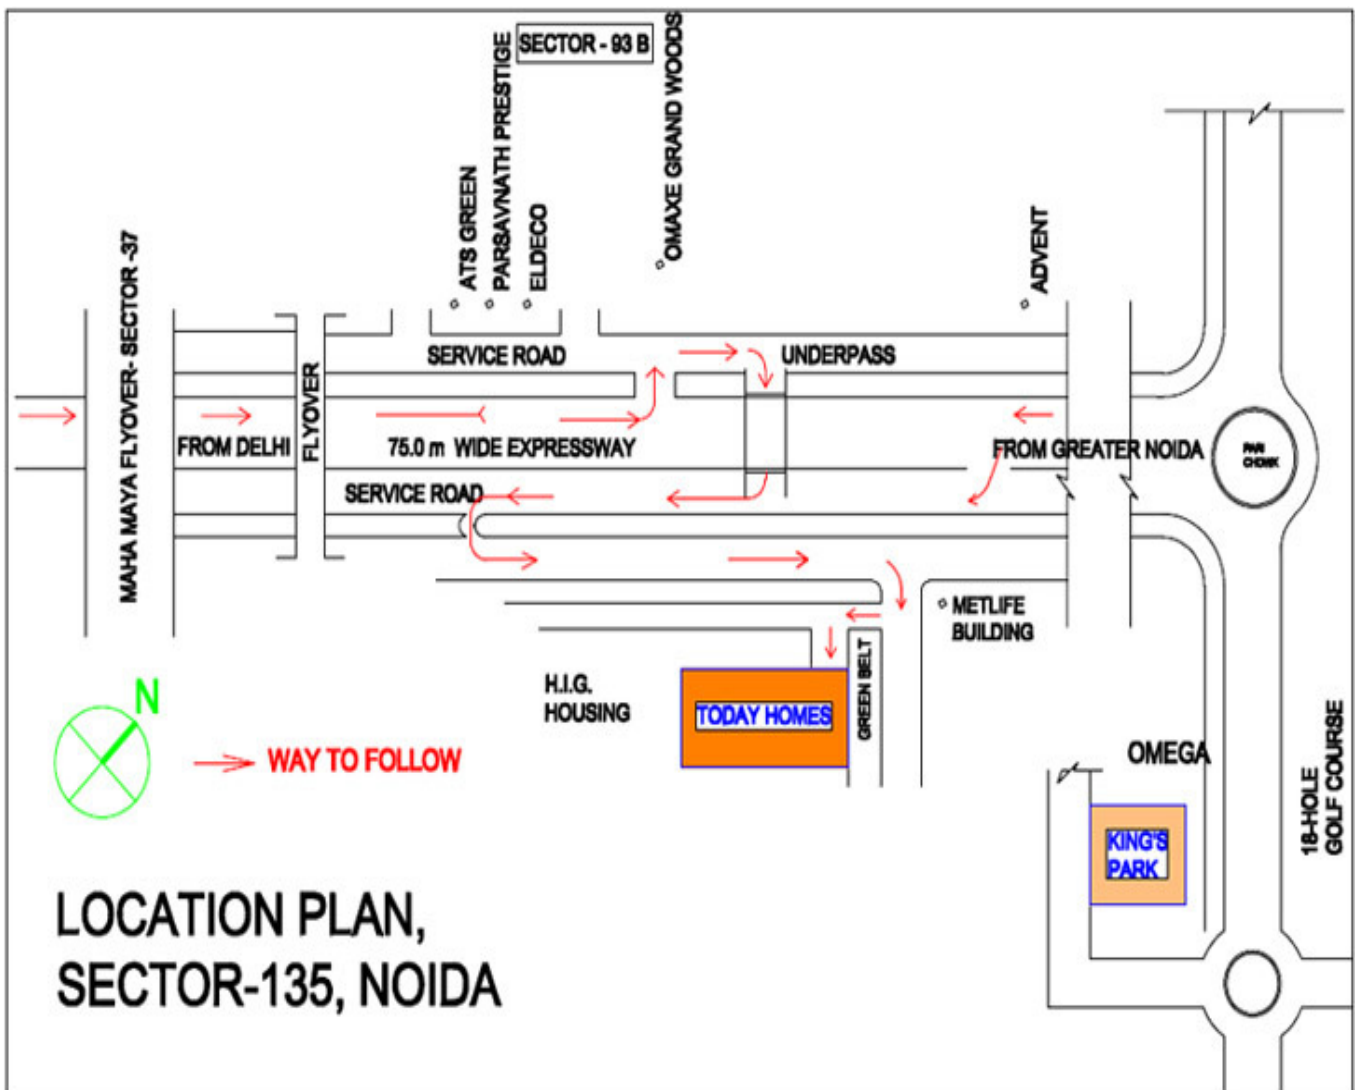 SECTOR - 93 B
OMAXE GRAND WOODS
PARSAVNATH PRESTIGE
ATS GREEN
ELDECO
ADVENT
MAHA MAYA FLYOVER- SECTOR -37
SERVICE ROAD
UNDERPASS
FLYOVER
FROM DELHI
75.0 m WIDE EXPRESSWAY
FROM GREATER NOIDA
PARI
CHOWK
SERVICE ROAD
METLIFE
BUILDING
GREEN BELT
H.I.G.
HOUSING
TODAY HOMES
N
WAY TO FOLLOW
OMEGA
18-HOLE
GOLF COURSE
KING'S
PARK
LOCATION PLAN,
SECTOR-135, NOIDA